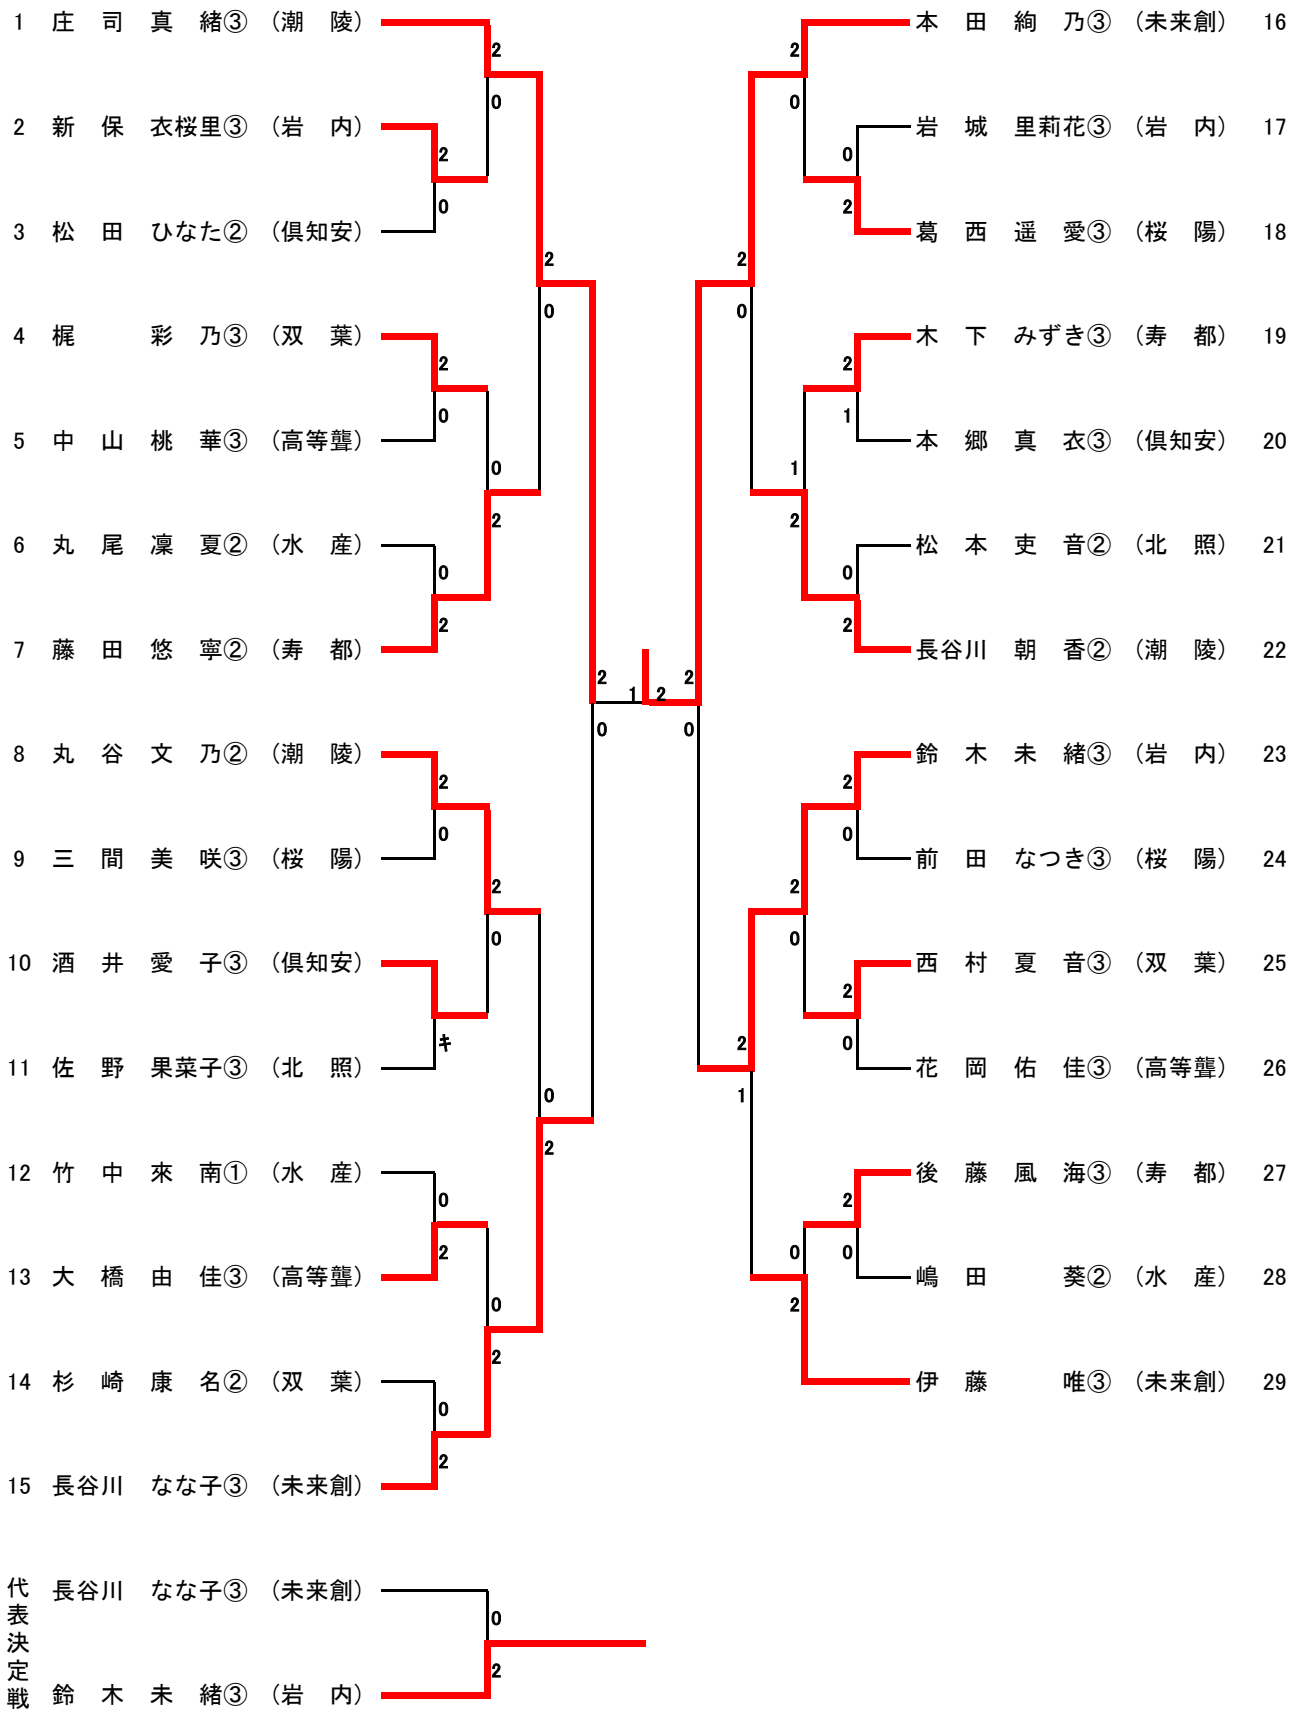 1 庄 司 真 緒③ (潮 陵)
2
0
2 新 保 衣桜里③ (岩 内)
2
0
3 松 田 ひなた② (倶知安)
2
0
4 梶 彩 乃③ (双 葉)
2
0
5 中 山 桃 華③ (高等聾)
0
2
6 丸 尾 凜 夏② (水 産)
0
2
7 藤 田 悠 寧② (寿 都)
2
0
8 丸 谷 文 乃② (潮 陵)
2
0
9 三 間 美 咲③ (桜 陽)
2
0
10 酒 井 愛 子③ (倶知安)
キ
11 佐 野 果菜子③ (北 照)
0
2
12 竹 中 來 南① (水 産)
0
2
13 大 橋 由 佳③ (高等聾)
0
2
14 杉 崎 康 名② (双 葉)
0
2
15 長谷川 なな子③ (未来創)
1 2
本 田 絢 乃③ (未来創) 16
2
0
岩 城 里莉花③ (岩 内) 17
0
2
葛 西 遥 愛③ (桜 陽) 18
2
0
木 下 みずき③ (寿 都) 19
2
1
本 郷 真 衣③ (倶知安) 20
1
2
松 本 吏 音② (北 照) 21
0
2
長谷川 朝 香② (潮 陵) 22
2
0
鈴 木 未 緒③ (岩 内) 23
2
0
前 田 なつき③ (桜 陽) 24
2
0
西 村 夏 音③ (双 葉) 25
2
0
花 岡 佑 佳③ (高等聾) 26
2
1
後 藤 風 海③ (寿 都) 27
2
0
0
嶋 田 葵② (水 産) 28
2
伊 藤 唯③ (未来創) 29
代表決定戦
長谷川 なな子③ (未来創)
0
2
鈴 木 未 緒③ (岩 内)